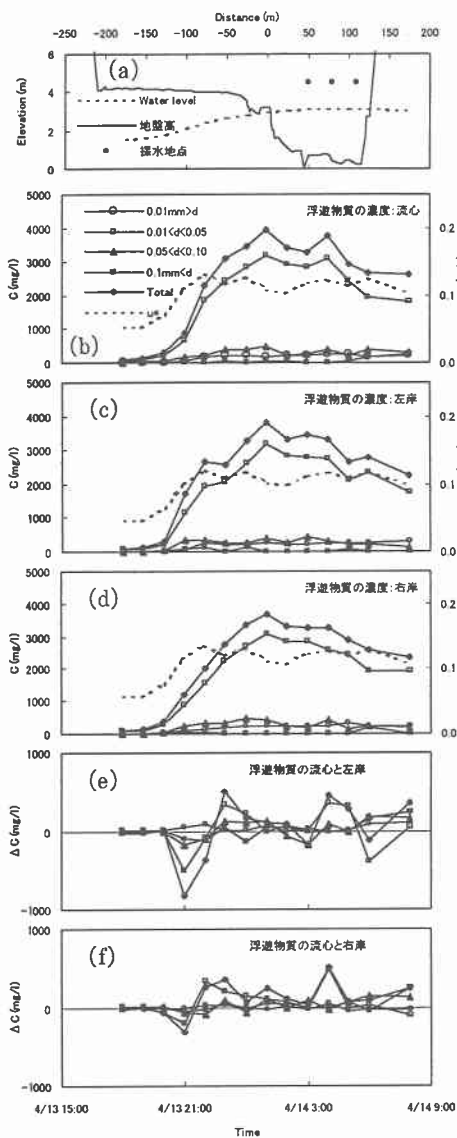 Distance (m)
-250 -200 -150 -100 -50 0 50 100 150 200
(a)
Elevation (m)
6
4
2
0
Water level
地盤高
採水地点
(b)
C (mg/l)
5000
4000
3000
2000
1000
0
0.01mm>d
0.01<d<0.05
0.05<d<0.10
0.1mm<d
Total
浮遊物質の濃度:流心
0.2
0.1
0.0
(c)
C (mg/l)
5000
4000
3000
2000
1000
0
浮遊物質の濃度:左岸
0.2
0.1
0.0
(d)
C (mg/l)
5000
4000
3000
2000
1000
0
浮遊物質の濃度:右岸
0.2
0.1
0.0
(e)
ΔC (mg/l)
1000
0
-1000
浮遊物質の流心と左岸
(f)
ΔC (mg/l)
1000
0
-1000
浮遊物質の流心と右岸
4/13 15:00 4/13 21:00 4/14 3:00 4/14 9:00
Time